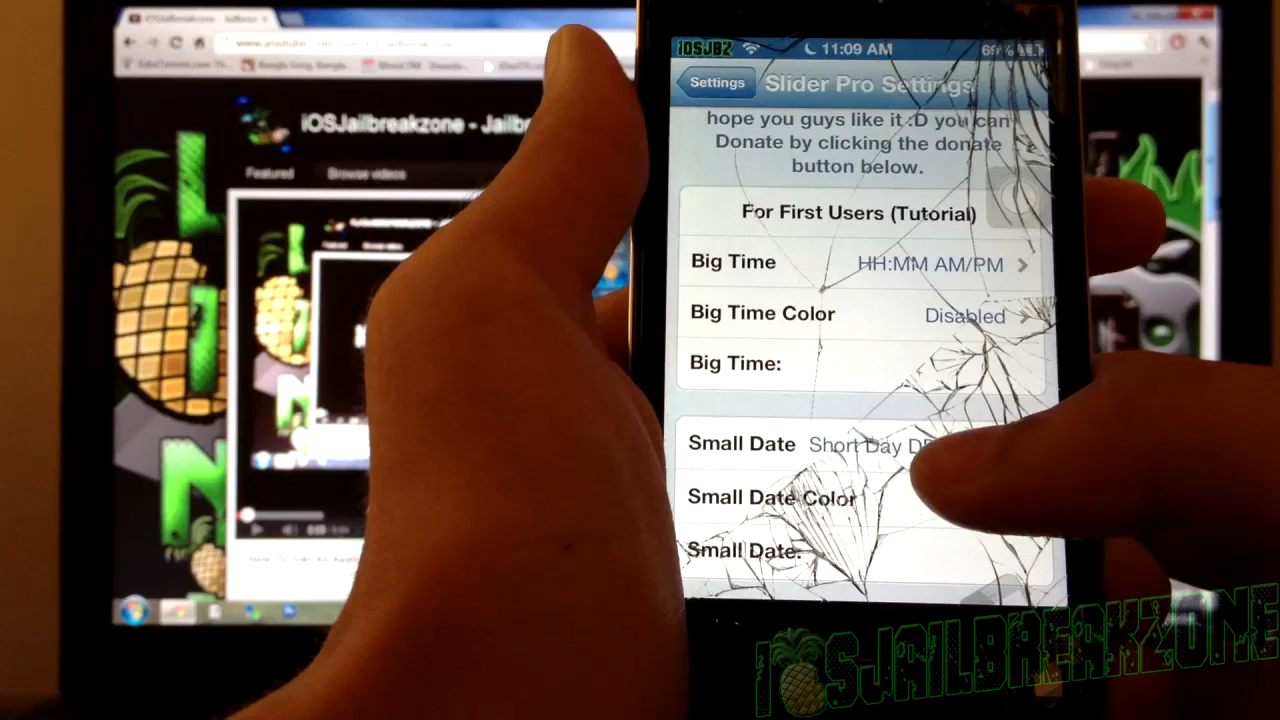 iOSJailbreakzone - Jailbr
Featured Browse videos
iOSJBZ 11:09 AM
Settings Slider Pro Settings
hope you guys like it :D you can
Donate by clicking the donate
button below.
For First Users (Tutorial)
Big Time HH:MM AM/PM
Big Time Color Disabled
Big Time:
Small Date Short Day
Small Date Color
Small Date:
iOSJAILBREAKZONE